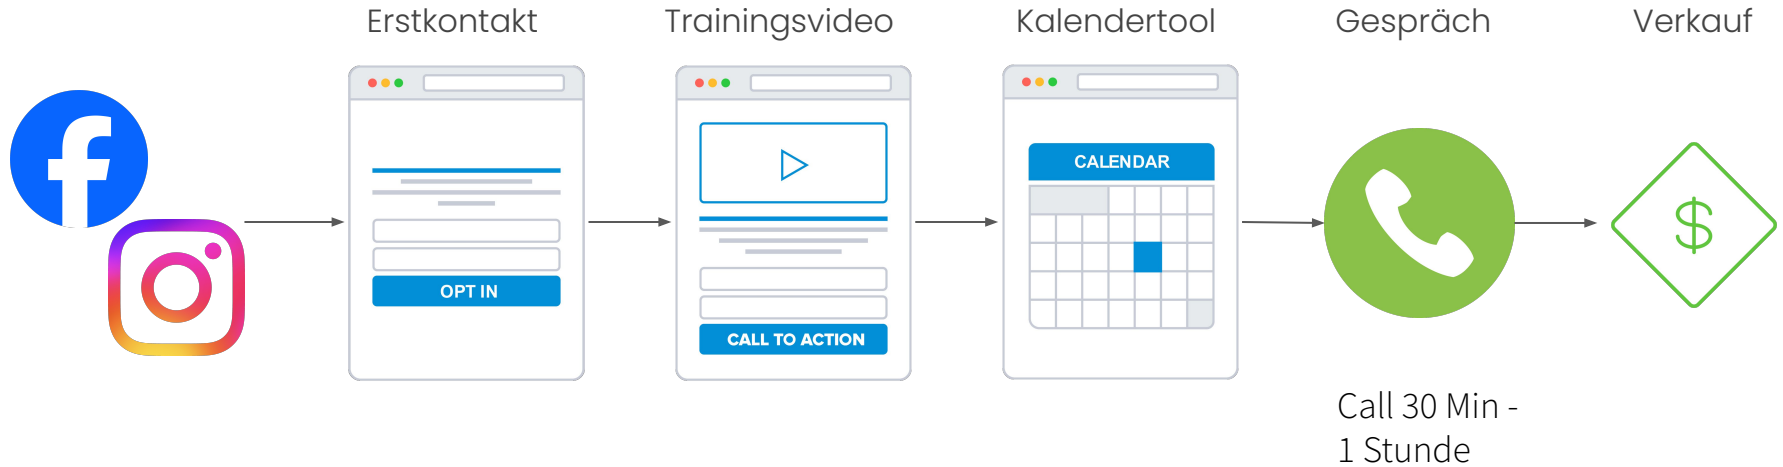 Erstkontakt
Trainingsvideo
Kalendertool
Gespräch
Verkauf
OPT IN
CALL TO ACTION
CALENDAR
$
Call 30 Min -
1 Stunde